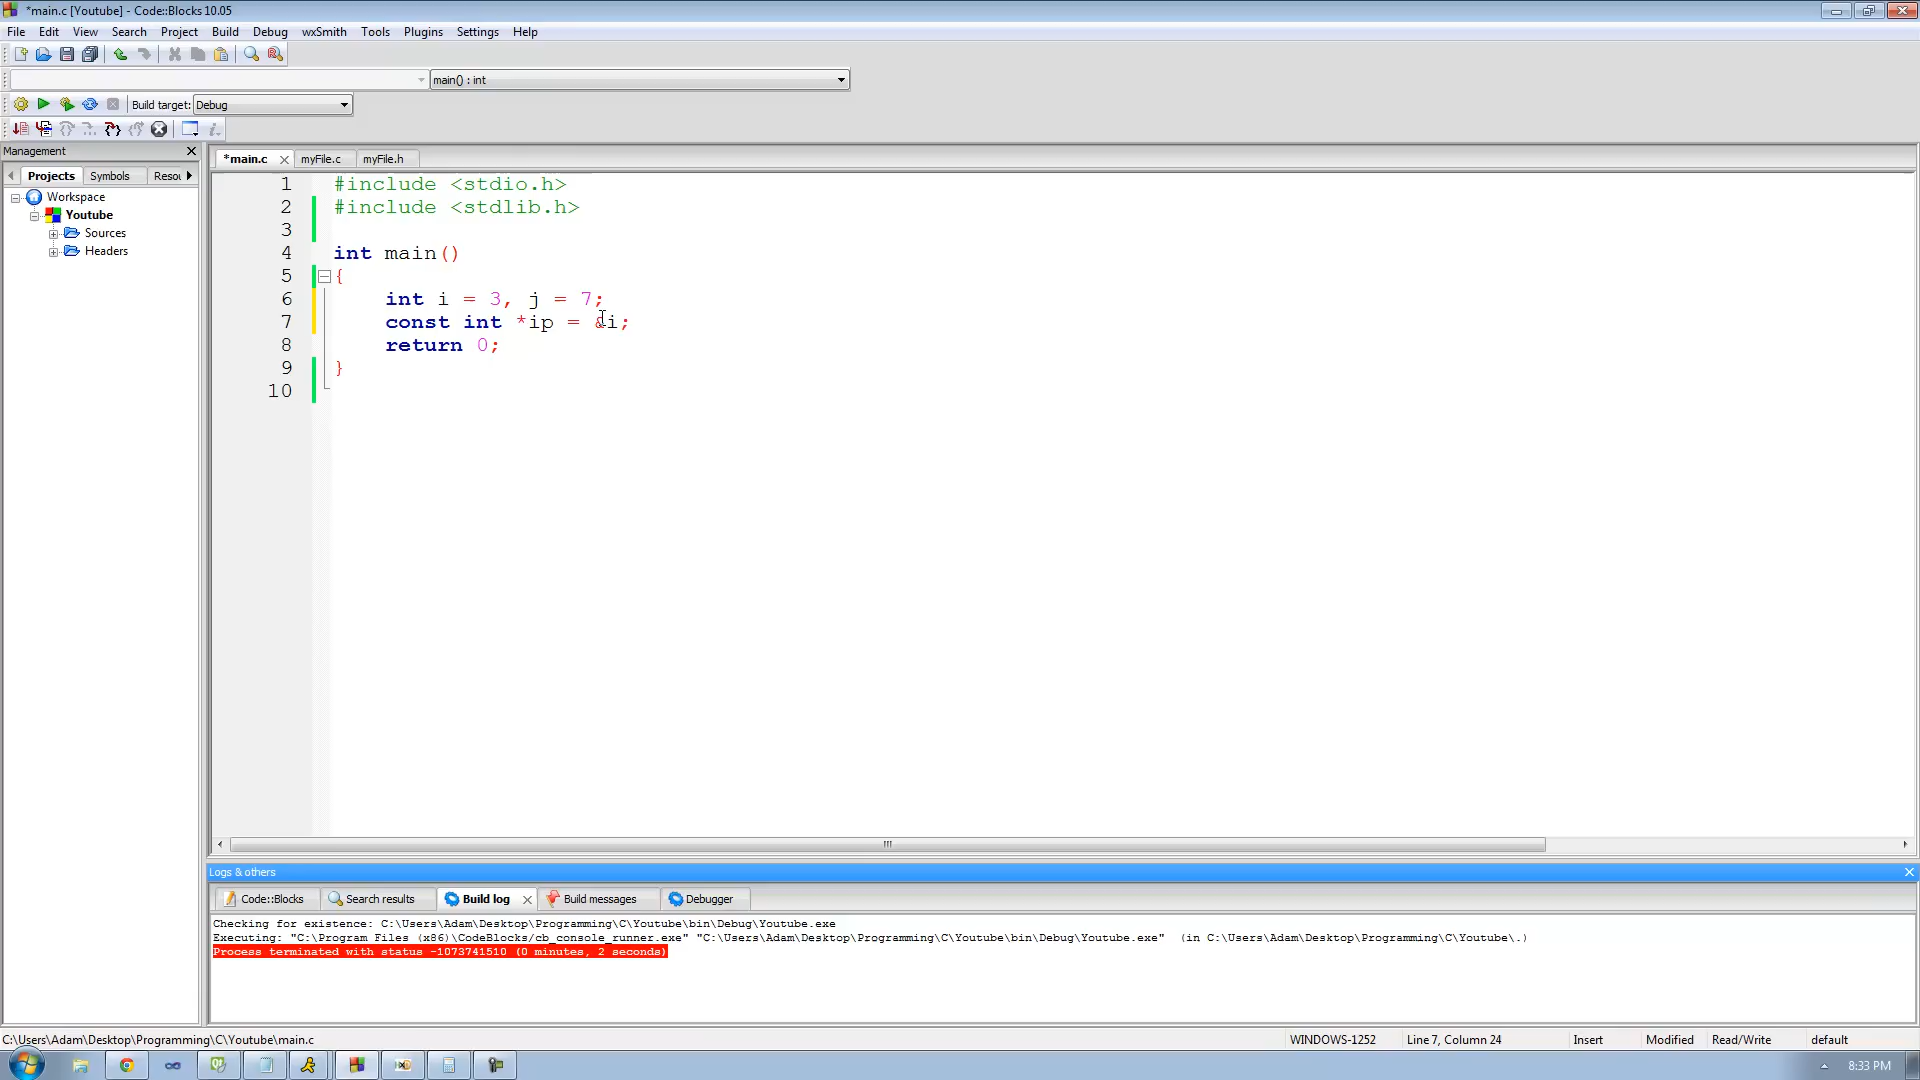 *main.c [Youtube] - Code::Blocks 10.05
File Edit View Search Project Build Debug wxSmith Tools Plugins Settings Help
main() : int
Build target: Debug
Management
*main.c myFile.c myFile.h
Projects Symbols Resou
Workspace
Youtube
Sources
Headers
1 #include <stdio.h>
2 #include <stdlib.h>
3
4 int main()
5 {
6 int i = 3, j = 7;
7 const int *ip = &i;
8 return 0;
9 }
10
Logs & others
Code::Blocks Search results Build log Build messages Debugger
Checking for existence: C:\Users\Adam\Desktop\Programming\C\Youtube\bin\Debug\Youtube.exe
Executing: "C:\Program Files (x86)\CodeBlocks/cb_console_runner.exe" "C:\Users\Adam\Desktop\Programming\C\Youtube\bin\Debug\Youtube.exe"  (in C:\Users\Adam\Desktop\Programming\C\Youtube\.)
Process terminated with status -1073741510 (0 minutes, 2 seconds)
C:\Users\Adam\Desktop\Programming\C\Youtube\main.c WINDOWS-1252 Line 7, Column 24 Insert Modified Read/Write default
8:33 PM